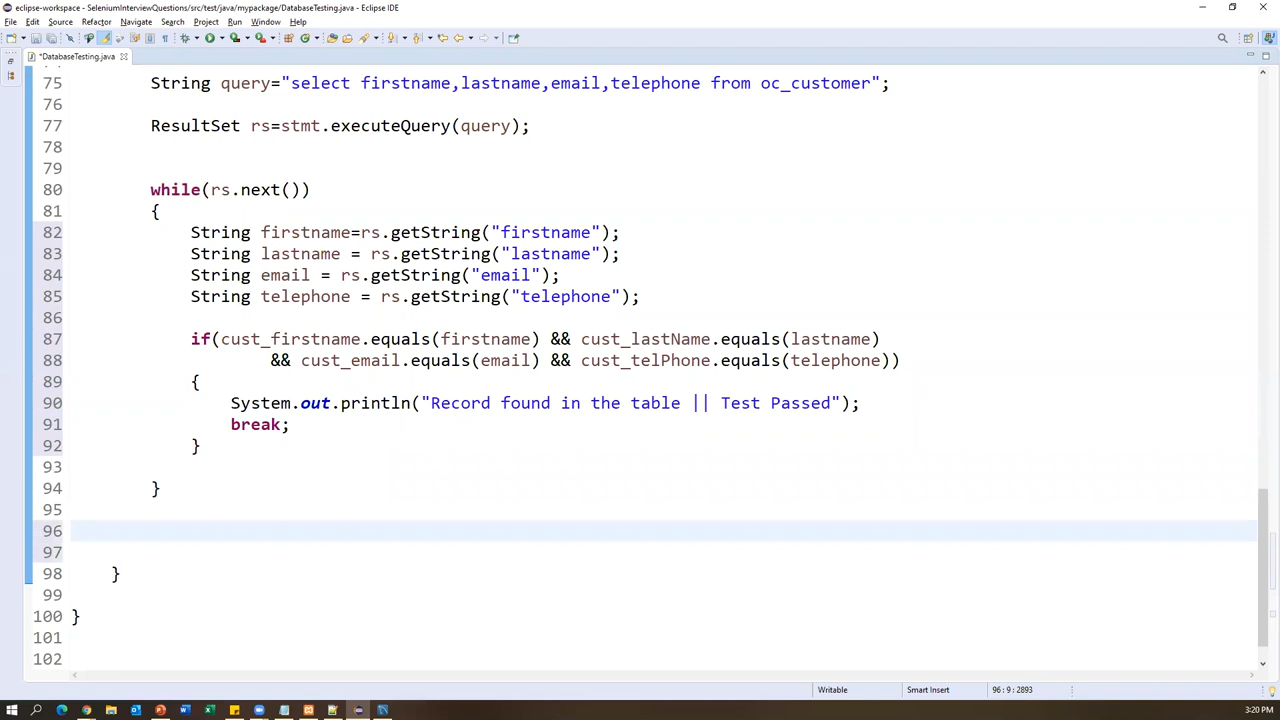 eclipse-workspace - SeleniumInterviewQuestions/src/test/java/mypackage/DatabaseTesting.java - Eclipse IDE
File Edit Source Refactor Navigate Search Project Run Window Help
*DatabaseTesting.java
75 String query="select firstname,lastname,email,telephone from oc_customer";
76
77 ResultSet rs=stmt.executeQuery(query);
78
79
80 while(rs.next())
81 {
82 String firstname=rs.getString("firstname");
83 String lastname = rs.getString("lastname");
84 String email = rs.getString("email");
85 String telephone = rs.getString("telephone");
86
87 if(cust_firstname.equals(firstname) && cust_lastName.equals(lastname)
88 && cust_email.equals(email) && cust_telPhone.equals(telephone))
89 {
90 System.out.println("Record found in the table || Test Passed");
91 break;
92 }
93
94 }
95
96
97
98 }
99
100 }
101
102
Writable Smart Insert 96 : 9 : 2893
3:20 PM